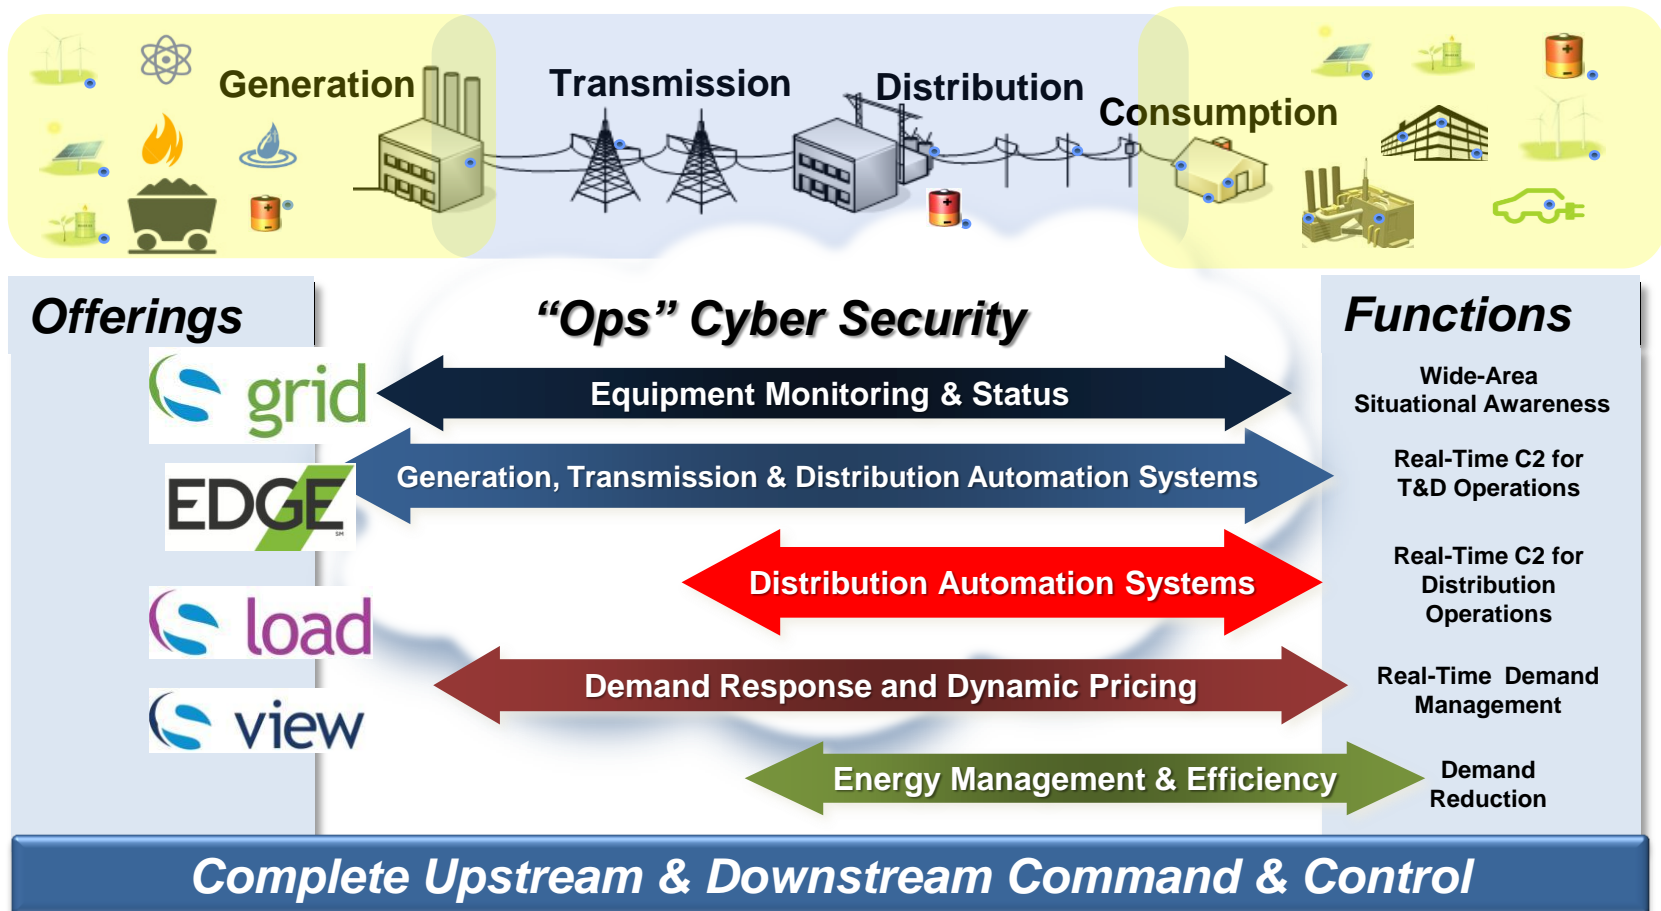 Generation
Transmission
Distribution
Consumption
Offerings
“Ops” Cyber Security
Functions
grid
Equipment Monitoring & Status
Wide-Area
Situational Awareness
EDGE
SM
Generation, Transmission & Distribution Automation Systems
Real-Time C2 for
T&D Operations
Distribution Automation Systems
Real-Time C2 for
Distribution
Operations
load
Demand Response and Dynamic Pricing
Real-Time Demand
Management
view
Energy Management & Efficiency
Demand
Reduction
Complete Upstream & Downstream Command & Control